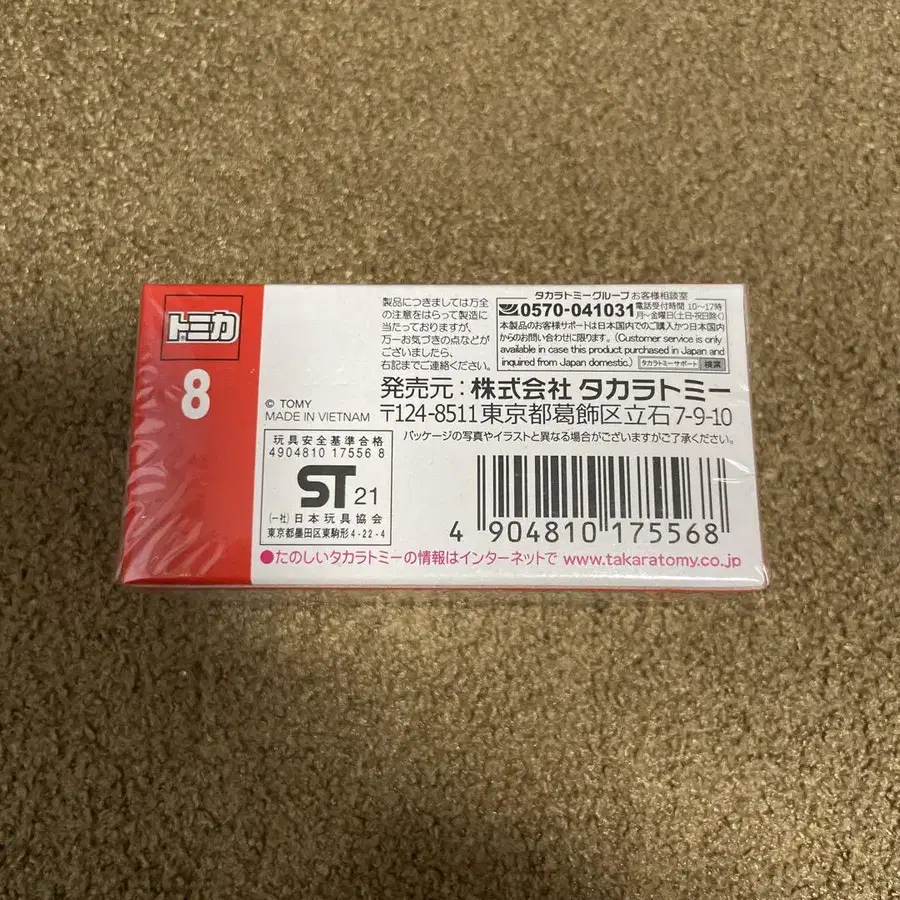 トミカ
8
製品につきましては万全
の注意をはらって製造に
当たっておりますが、
万一お気づきの点などが
ございましたら、
右記までご連絡ください。
タカラトミーグループお客様相談室
0570-041031
電話受付時間 10〜17時
月〜金曜日(土・日・祝日除く)
本製品のお客様サポートは日本国内でのご購入かつ日本国内
からのお問い合わせに限ります。(Customer service is only
available in case this product purchased in Japan and
inquired from Japan domestic.)
タカラトミーサポート 検索
発売元:株式会社 タカラトミー
〒124-8511東京都葛飾区立石7-9-10
パッケージの写真やイラストと異なる場合がございますがご了承ください。
© TOMY
MADE IN VIETNAM
玩具安全基準合格
4904810 17556 8
ST 21
(一社)日本玩具協会
東京都墨田区東駒形4-22-4
4 904810 175568
●たのしいタカラトミーの情報はインターネットで www.takaratomy.co.jp